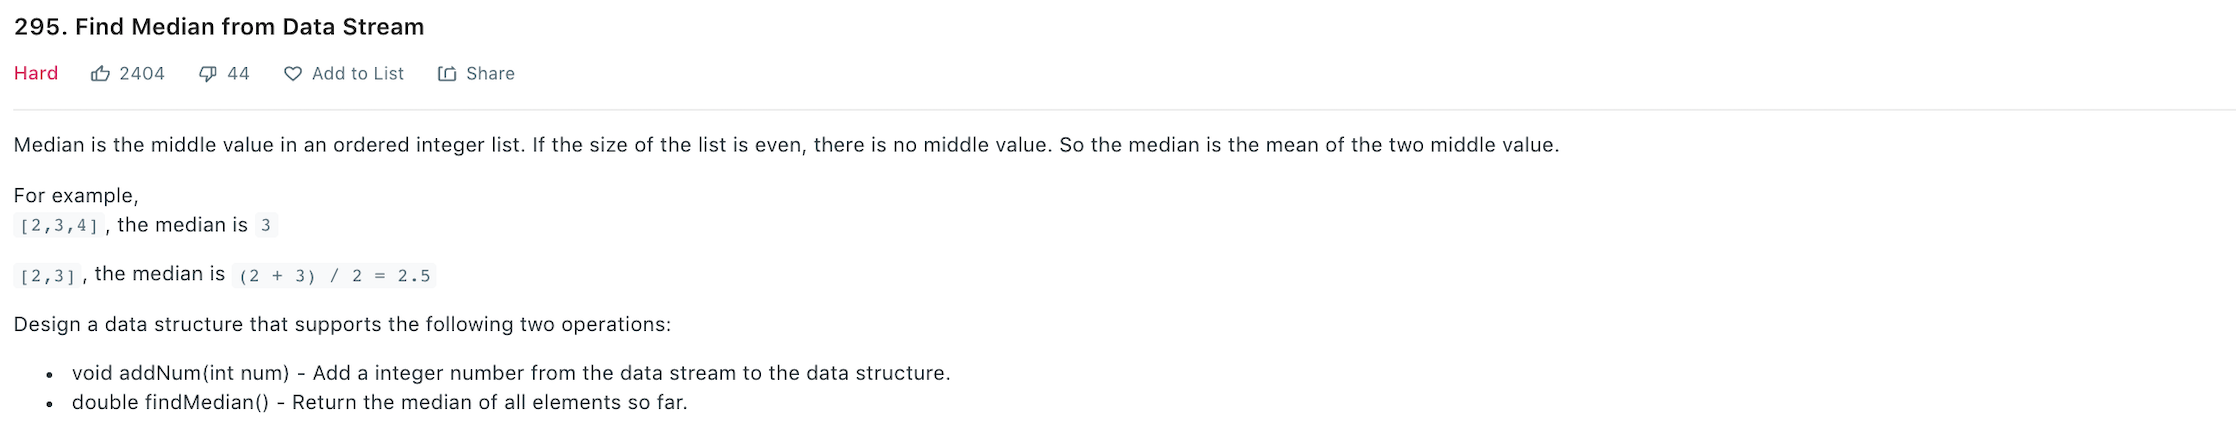 295. Find Median from Data Stream
Hard 2404 44 Add to List Share
Median is the middle value in an ordered integer list. If the size of the list is even, there is no middle value. So the median is the mean of the two middle value.
For example,
[2,3,4] , the median is 3
[2,3] , the median is (2 + 3) / 2 = 2.5
Design a data structure that supports the following two operations:
• void addNum(int num) - Add a integer number from the data stream to the data structure.
• double findMedian() - Return the median of all elements so far.